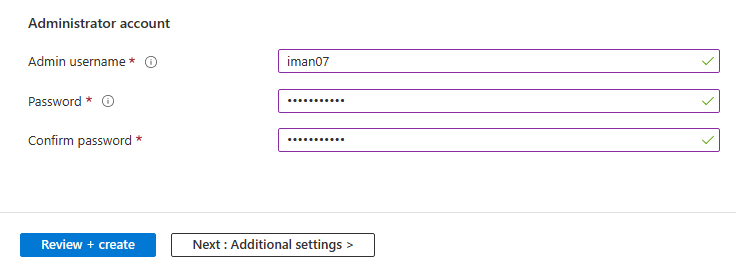 Administrator account
Admin username *
iman07
Password *
•••••••••••
Confirm password *
•••••••••••
Review + create
Next : Additional settings >